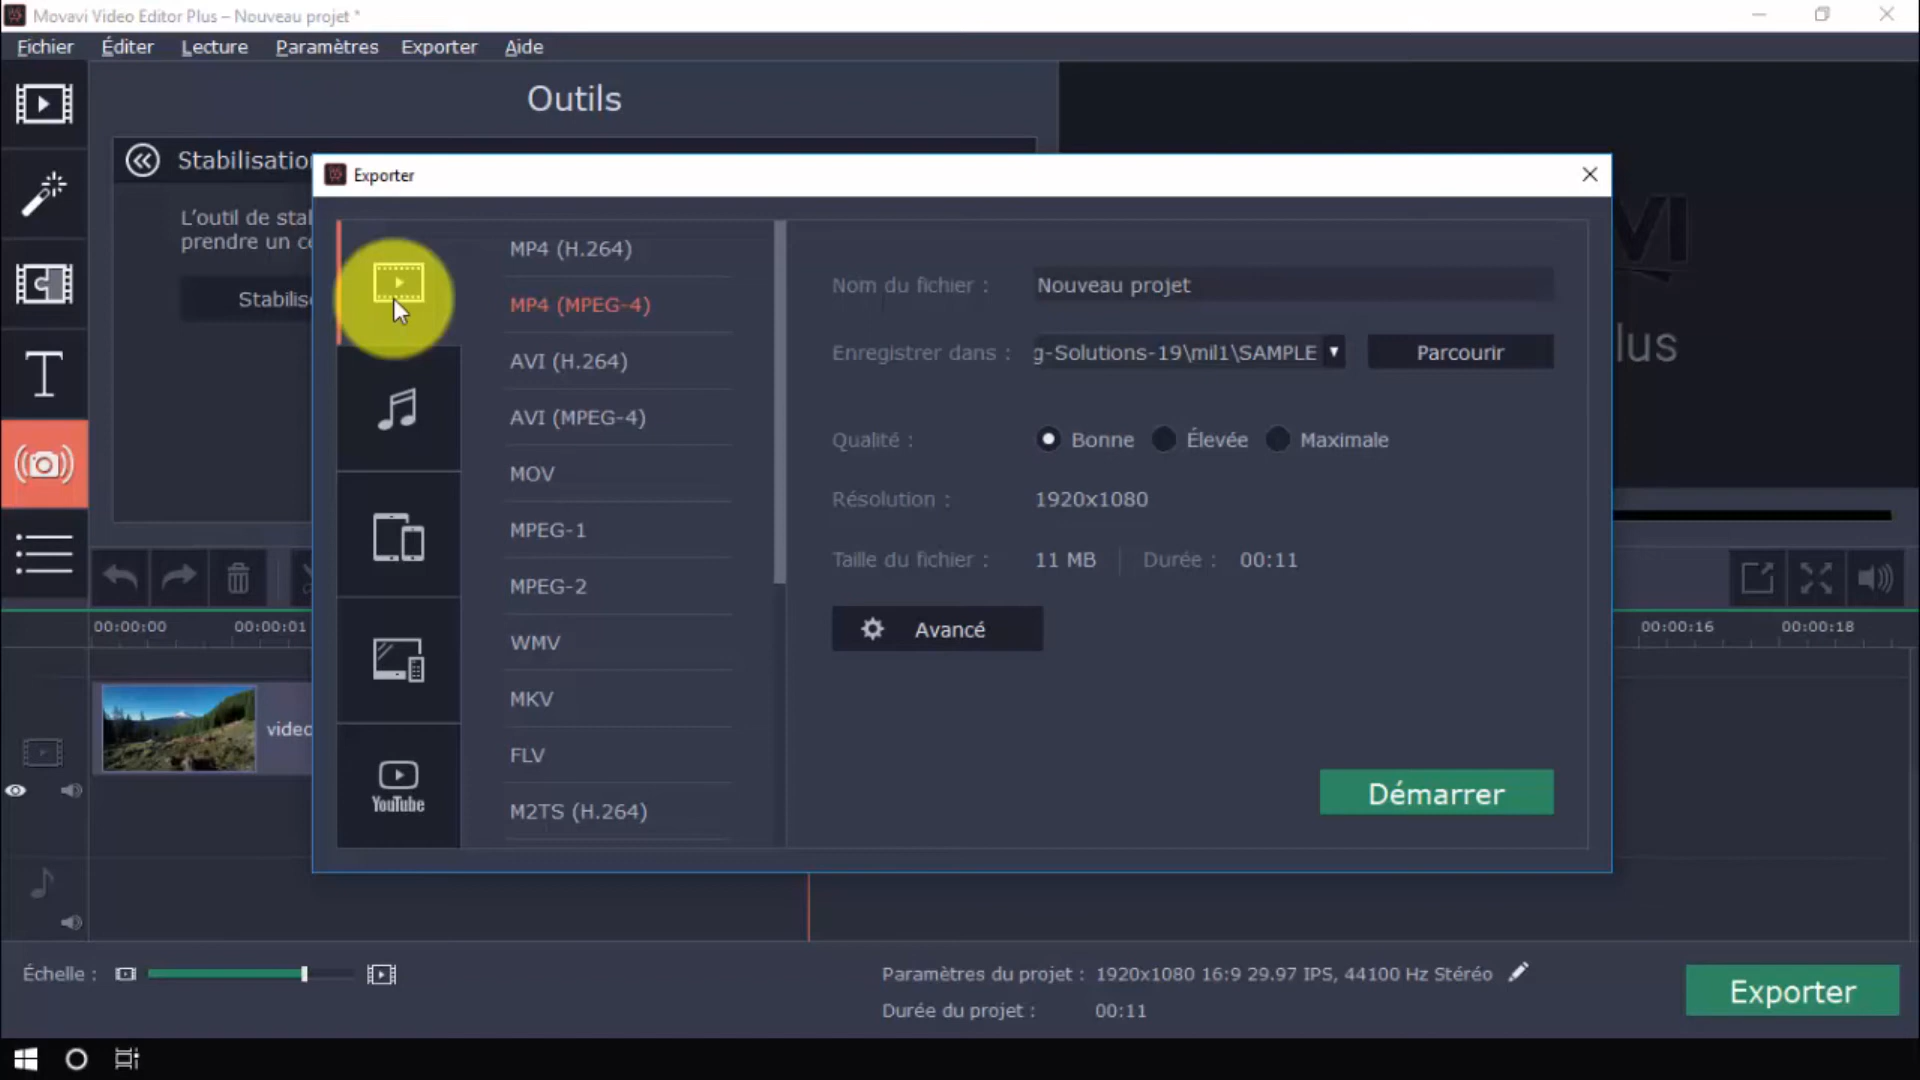 Movavi Video Editor Plus – Nouveau projet *
Fichier Éditer Lecture Paramètres Exporter Aide
Outils
Stabilisation
L'outil de stal
prendre un co
Stabilise
Exporter
MP4 (H.264)
MP4 (MPEG-4)
AVI (H.264)
AVI (MPEG-4)
MOV
MPEG-1
MPEG-2
WMV
MKV
FLV
M2TS (H.264)
YouTube
Nom du fichier : Nouveau projet
Enregistrer dans : g-Solutions-19\mil1\SAMPLE Parcourir
Qualité : Bonne Élevée Maximale
Résolution : 1920x1080
Taille du fichier : 11 MB Durée : 00:11
Avancé
Démarrer
VI
lus
00:00:00 00:00:01 00:00:16 00:00:18
video
Échelle :
Paramètres du projet : 1920x1080 16:9 29.97 IPS, 44100 Hz Stéréo
Durée du projet : 00:11
Exporter